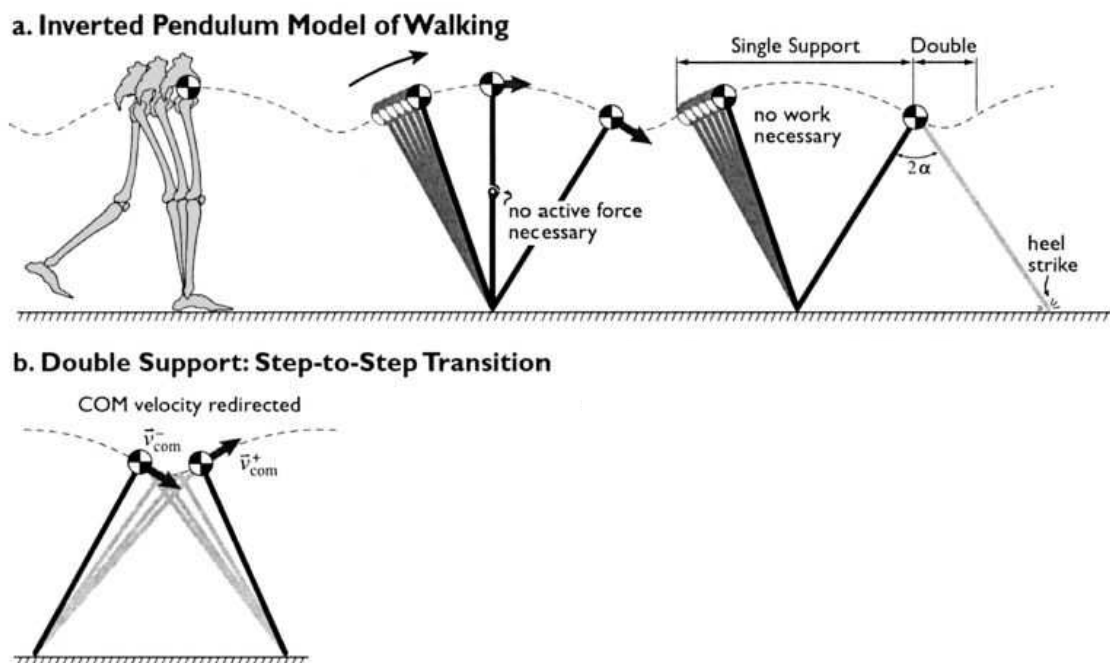 a. Inverted Pendulum Model of Walking
Single Support
Double
no work
necessary
2α
no active force
necessary
heel
strike
b. Double Support: Step-to-Step Transition
COM velocity redirected
v⃗⁻com
v⃗⁺com